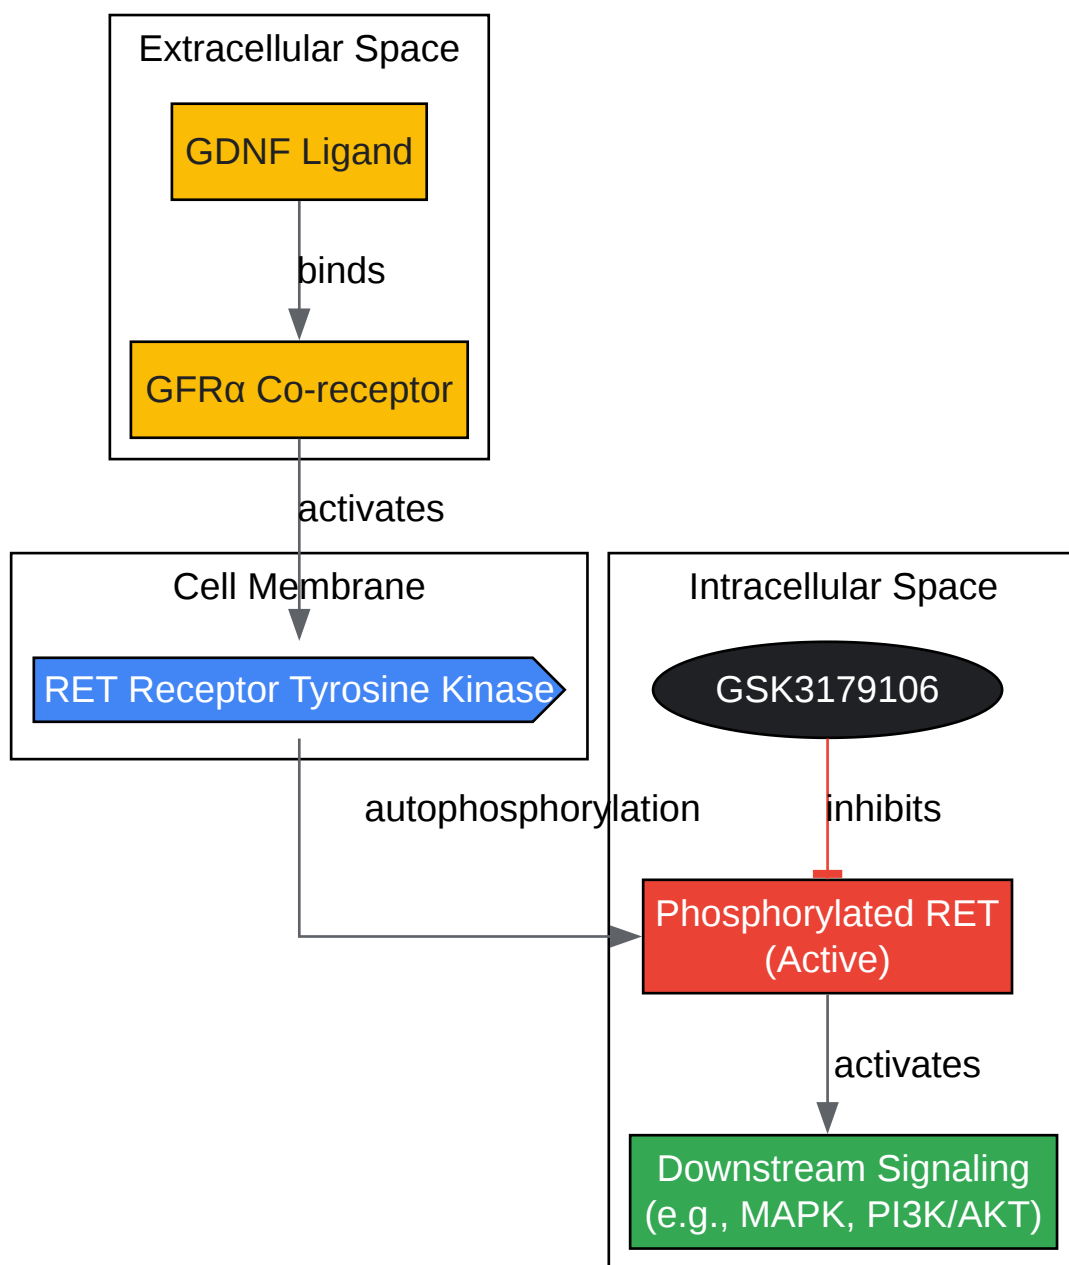 Extracellular Space
GDNF Ligand
binds
GFRα Co-receptor
activates
Cell Membrane
RET Receptor Tyrosine Kinase
Intracellular Space
GSK3179106
autophosphorylation
inhibits
Phosphorylated RET
(Active)
activates
Downstream Signaling
(e.g., MAPK, PI3K/AKT)